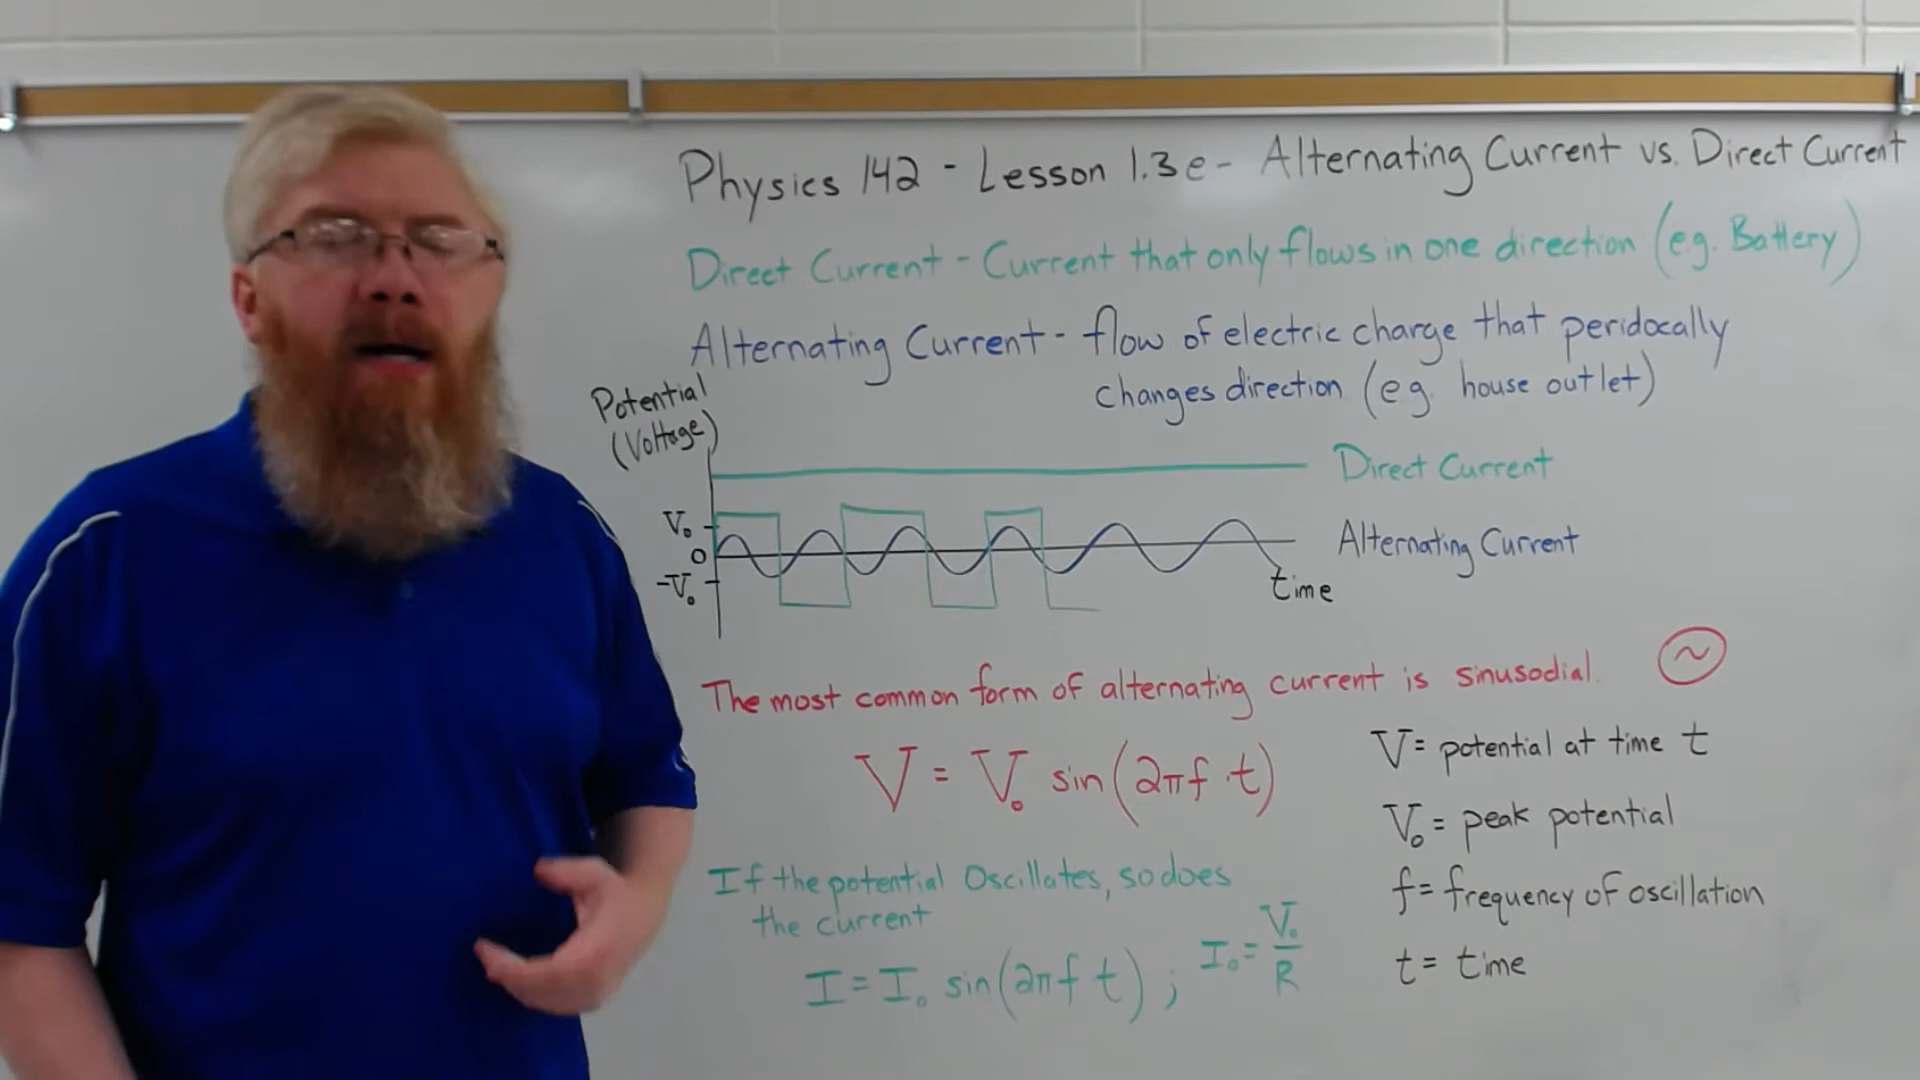 Physics 142 - Lesson 1.3e - Alternating Current vs. Direct Current
Direct Current - Current that only flows in one direction (e.g. Battery)
Alternating Current - flow of electric charge that peridocally
changes direction (eg. house outlet)
Potential
(Voltage)
Direct Current
V₀
0
-V₀
Alternating Current
time
The most common form of alternating current is sinusodial.
~
V = V₀ sin(2πf·t)
V = potential at time t
V₀ = peak potential
f = frequency of oscillation
t = time
If the potential Oscillates, so does
the current
I = I₀ sin(2πf t) ; I₀ = V₀/R